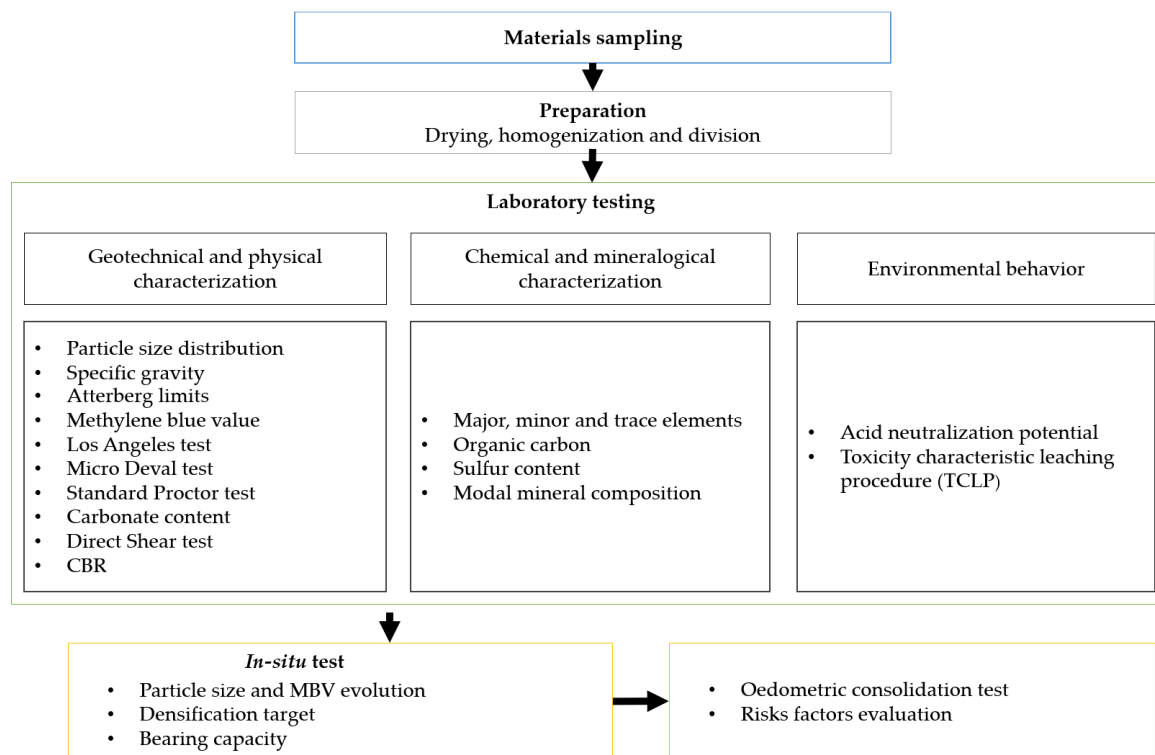 Materials sampling
Preparation
Drying, homogenization and division
Laboratory testing
Geotechnical and physical
characterization
Chemical and mineralogical
characterization
Environmental behavior
• Particle size distribution
• Specific gravity
• Atterberg limits
• Methylene blue value
• Los Angeles test
• Micro Deval test
• Standard Proctor test
• Carbonate content
• Direct Shear test
• CBR
• Major, minor and trace elements
• Organic carbon
• Sulfur content
• Modal mineral composition
• Acid neutralization potential
• Toxicity characteristic leaching
procedure (TCLP)
In-situ test
• Particle size and MBV evolution
• Densification target
• Bearing capacity
• Oedometric consolidation test
• Risks factors evaluation